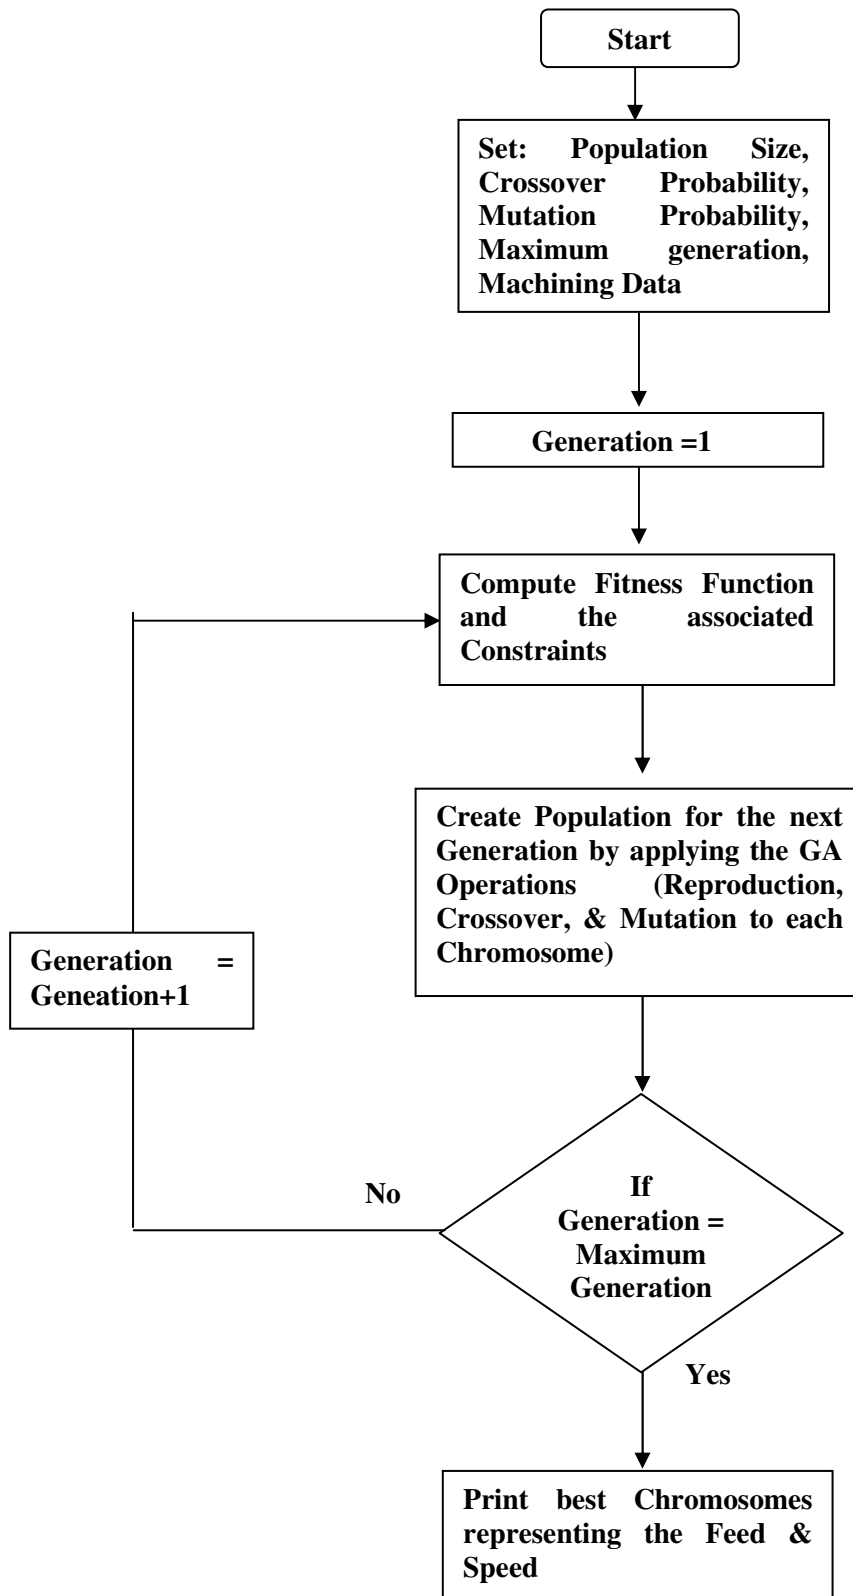 Start
Set: Population Size,
Crossover Probability,
Mutation Probability,
Maximum generation,
Machining Data
Generation =1
Compute Fitness Function
and the associated
Constraints
Create Population for the next
Generation by applying the GA
Operations (Reproduction,
Crossover, & Mutation to each
Chromosome)
Generation =
Geneation+1
No
If
Generation =
Maximum
Generation
Yes
Print best Chromosomes
representing the Feed &
Speed